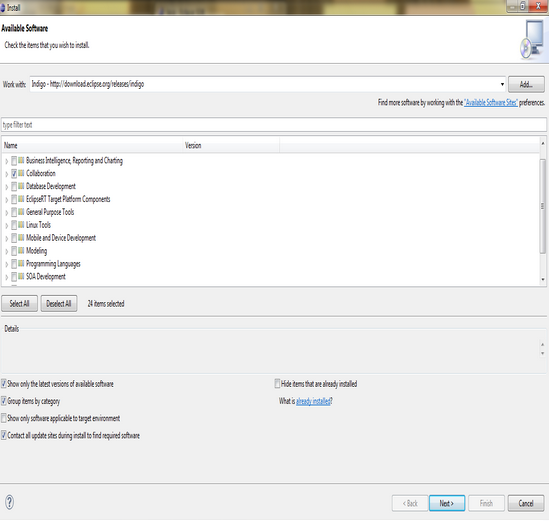 Install
Available Software
Check the items that you wish to install.
Work with: Indigo - http://download.eclipse.org/releases/indigo Add...
Find more software by working with the "Available Software Sites" preferences.
type filter text
Name Version
Business Intelligence, Reporting and Charting
Collaboration
Database Development
EclipseRT Target Platform Components
General Purpose Tools
Linux Tools
Mobile and Device Development
Modeling
Programming Languages
SOA Development
Select All Deselect All 24 items selected
Details
Show only the latest versions of available software Hide items that are already installed
Group items by category What is already installed?
Show only software applicable to target environment
Contact all update sites during install to find required software
? < Back Next > Finish Cancel